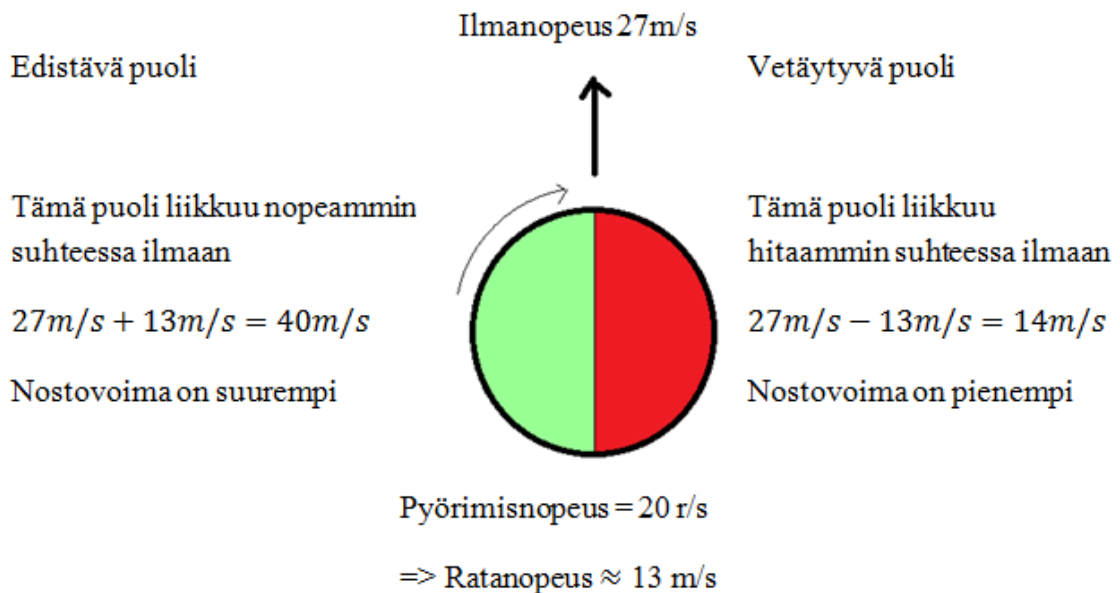 Ilmanopeus 27m/s
Edistävä puoli
Vetäytyvä puoli
Tämä puoli liikkuu nopeammin
suhteessa ilmaan
27m/s + 13m/s = 40m/s
Nostovoima on suurempi
Tämä puoli liikkuu
hitaammin suhteessa ilmaan
27m/s − 13m/s = 14m/s
Nostovoima on pienempi
Pyörimisnopeus = 20 r/s
=> Ratanopeus ≈ 13 m/s